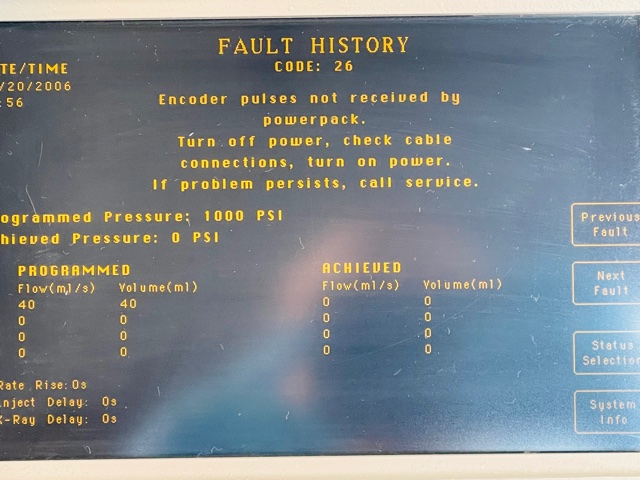 FAULT HISTORY
CODE: 26
TE/TIME
/20/2006
:56
Encoder pulses not received by
powerpack.
Turn off power, check cable
connections, turn on power.
If problem persists, call service.
ogrammed Pressure: 1000 PSI
hieved Pressure: 0 PSI
PROGRAMMED ACHIEVED
Flow(ml/s) Volume(ml) Flow(ml/s) Volume(ml)
40 40 0 0
0 0 0 0
0 0 0 0
0 0 0 0
Rate Rise: 0s
nject Delay: 0s
X-Ray Delay: 0s
Previous
Fault
Next
Fault
Status
Selection
System
Info